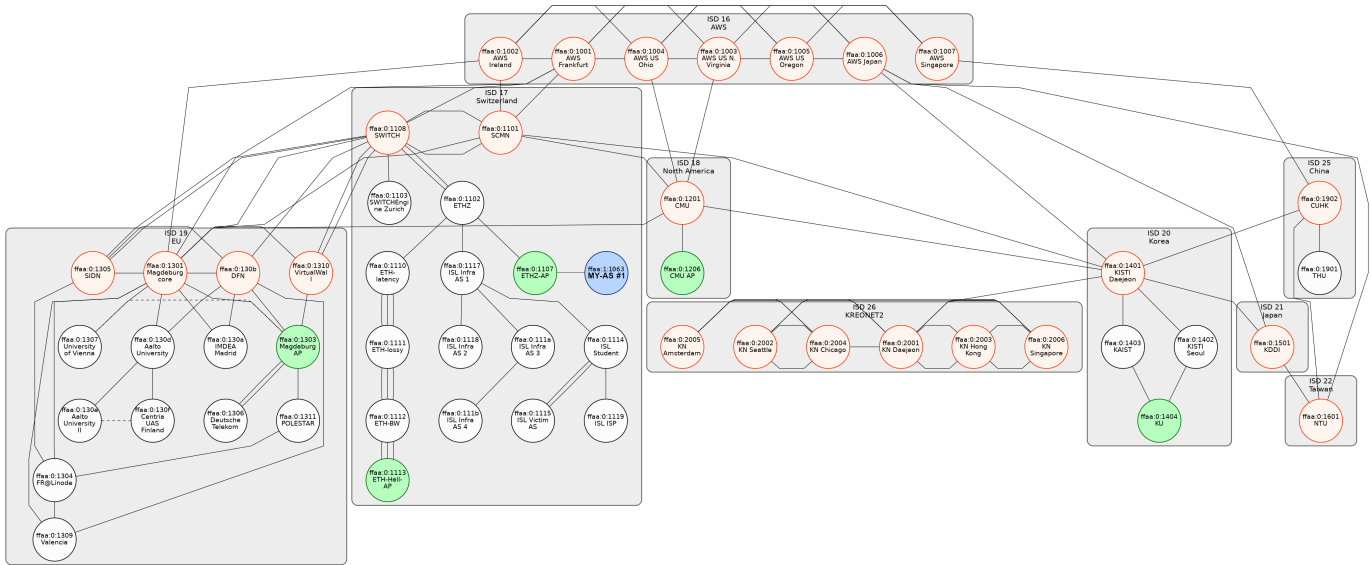 ISD 16
AWS
ffaa:0:1002
AWS
Ireland
ffaa:0:1001
AWS
Frankfurt
ffaa:0:1004
AWS US
Ohio
ffaa:0:1003
AWS US N.
Virginia
ffaa:0:1005
AWS US
Oregon
ffaa:0:1006
AWS Japan
ffaa:0:1007
AWS
Singapore
ISD 17
Switzerland
ffaa:0:1108
SWITCH
ffaa:0:1101
SCMN
ffaa:0:1103
SWITCHEngi
ne Zurich
ffaa:0:1102
ETHZ
ffaa:0:1110
ETH-
latency
ffaa:0:1117
ISL Infra
AS 1
ffaa:0:1107
ETHZ-AP
ffaa:1:1063
MY-AS #1
ffaa:0:1111
ETH-lossy
ffaa:0:1118
ISL Infra
AS 2
ffaa:0:111a
ISL Infra
AS 3
ffaa:0:1114
ISL
Student
ffaa:0:1112
ETH-BW
ffaa:0:111b
ISL Infra
AS 4
ffaa:0:1115
ISL Victim
AS
ffaa:0:1119
ISL ISP
ffaa:0:1113
ETH-Hell-
AP
ISD 18
North America
ffaa:0:1201
CMU
ffaa:0:1206
CMU AP
ISD 25
China
ffaa:0:1902
CUHK
ffaa:0:1901
THU
ISD 19
EU
ffaa:0:1305
SIDN
ffaa:0:1301
Magdeburg
core
ffaa:0:130b
DFN
ffaa:0:1310
VirtualWal
l
ffaa:0:1307
University
of Vienna
ffaa:0:130d
Aalto
University
ffaa:0:130a
IMDEA
Madrid
ffaa:0:1303
Magdeburg
AP
ffaa:0:130e
Aalto
University
II
ffaa:0:130f
Centria
UAS
Finland
ffaa:0:1306
Deutsche
Telekom
ffaa:0:1311
POLESTAR
ffaa:0:1304
FR@Linode
ffaa:0:1309
Valencia
ISD 20
Korea
ffaa:0:1401
KISTI
Daejeon
ffaa:0:1403
KAIST
ffaa:0:1402
KISTI
Seoul
ffaa:0:1404
KU
ISD 26
KREONET2
ffaa:0:2005
KN
Amsterdam
ffaa:0:2002
KN Seattle
ffaa:0:2004
KN Chicago
ffaa:0:2001
KN Daejeon
ffaa:0:2003
KN Hong
Kong
ffaa:0:2006
KN
Singapore
ISD 21
Japan
ffaa:0:1501
KDDI
ISD 22
Taiwan
ffaa:0:1601
NTU